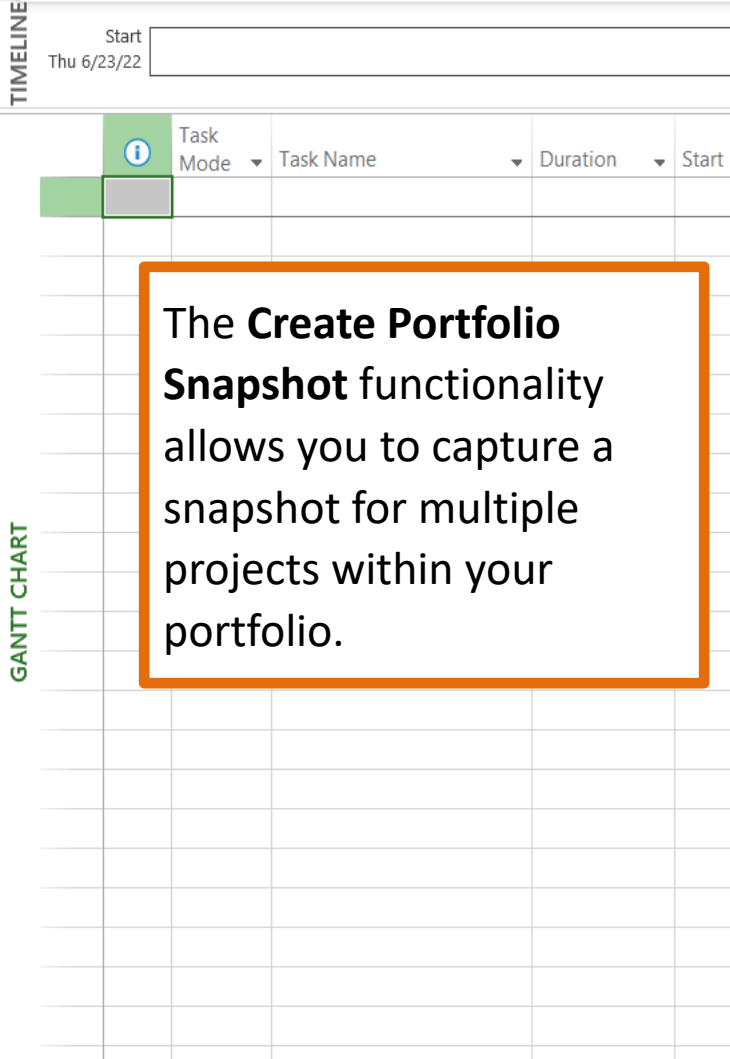 TIMELINE
Start
Thu 6/23/22
Task
Mode
Task Name
Duration
Start
The Create Portfolio
Snapshot functionality
allows you to capture a
snapshot for multiple
projects within your
portfolio.
GANTT CHART